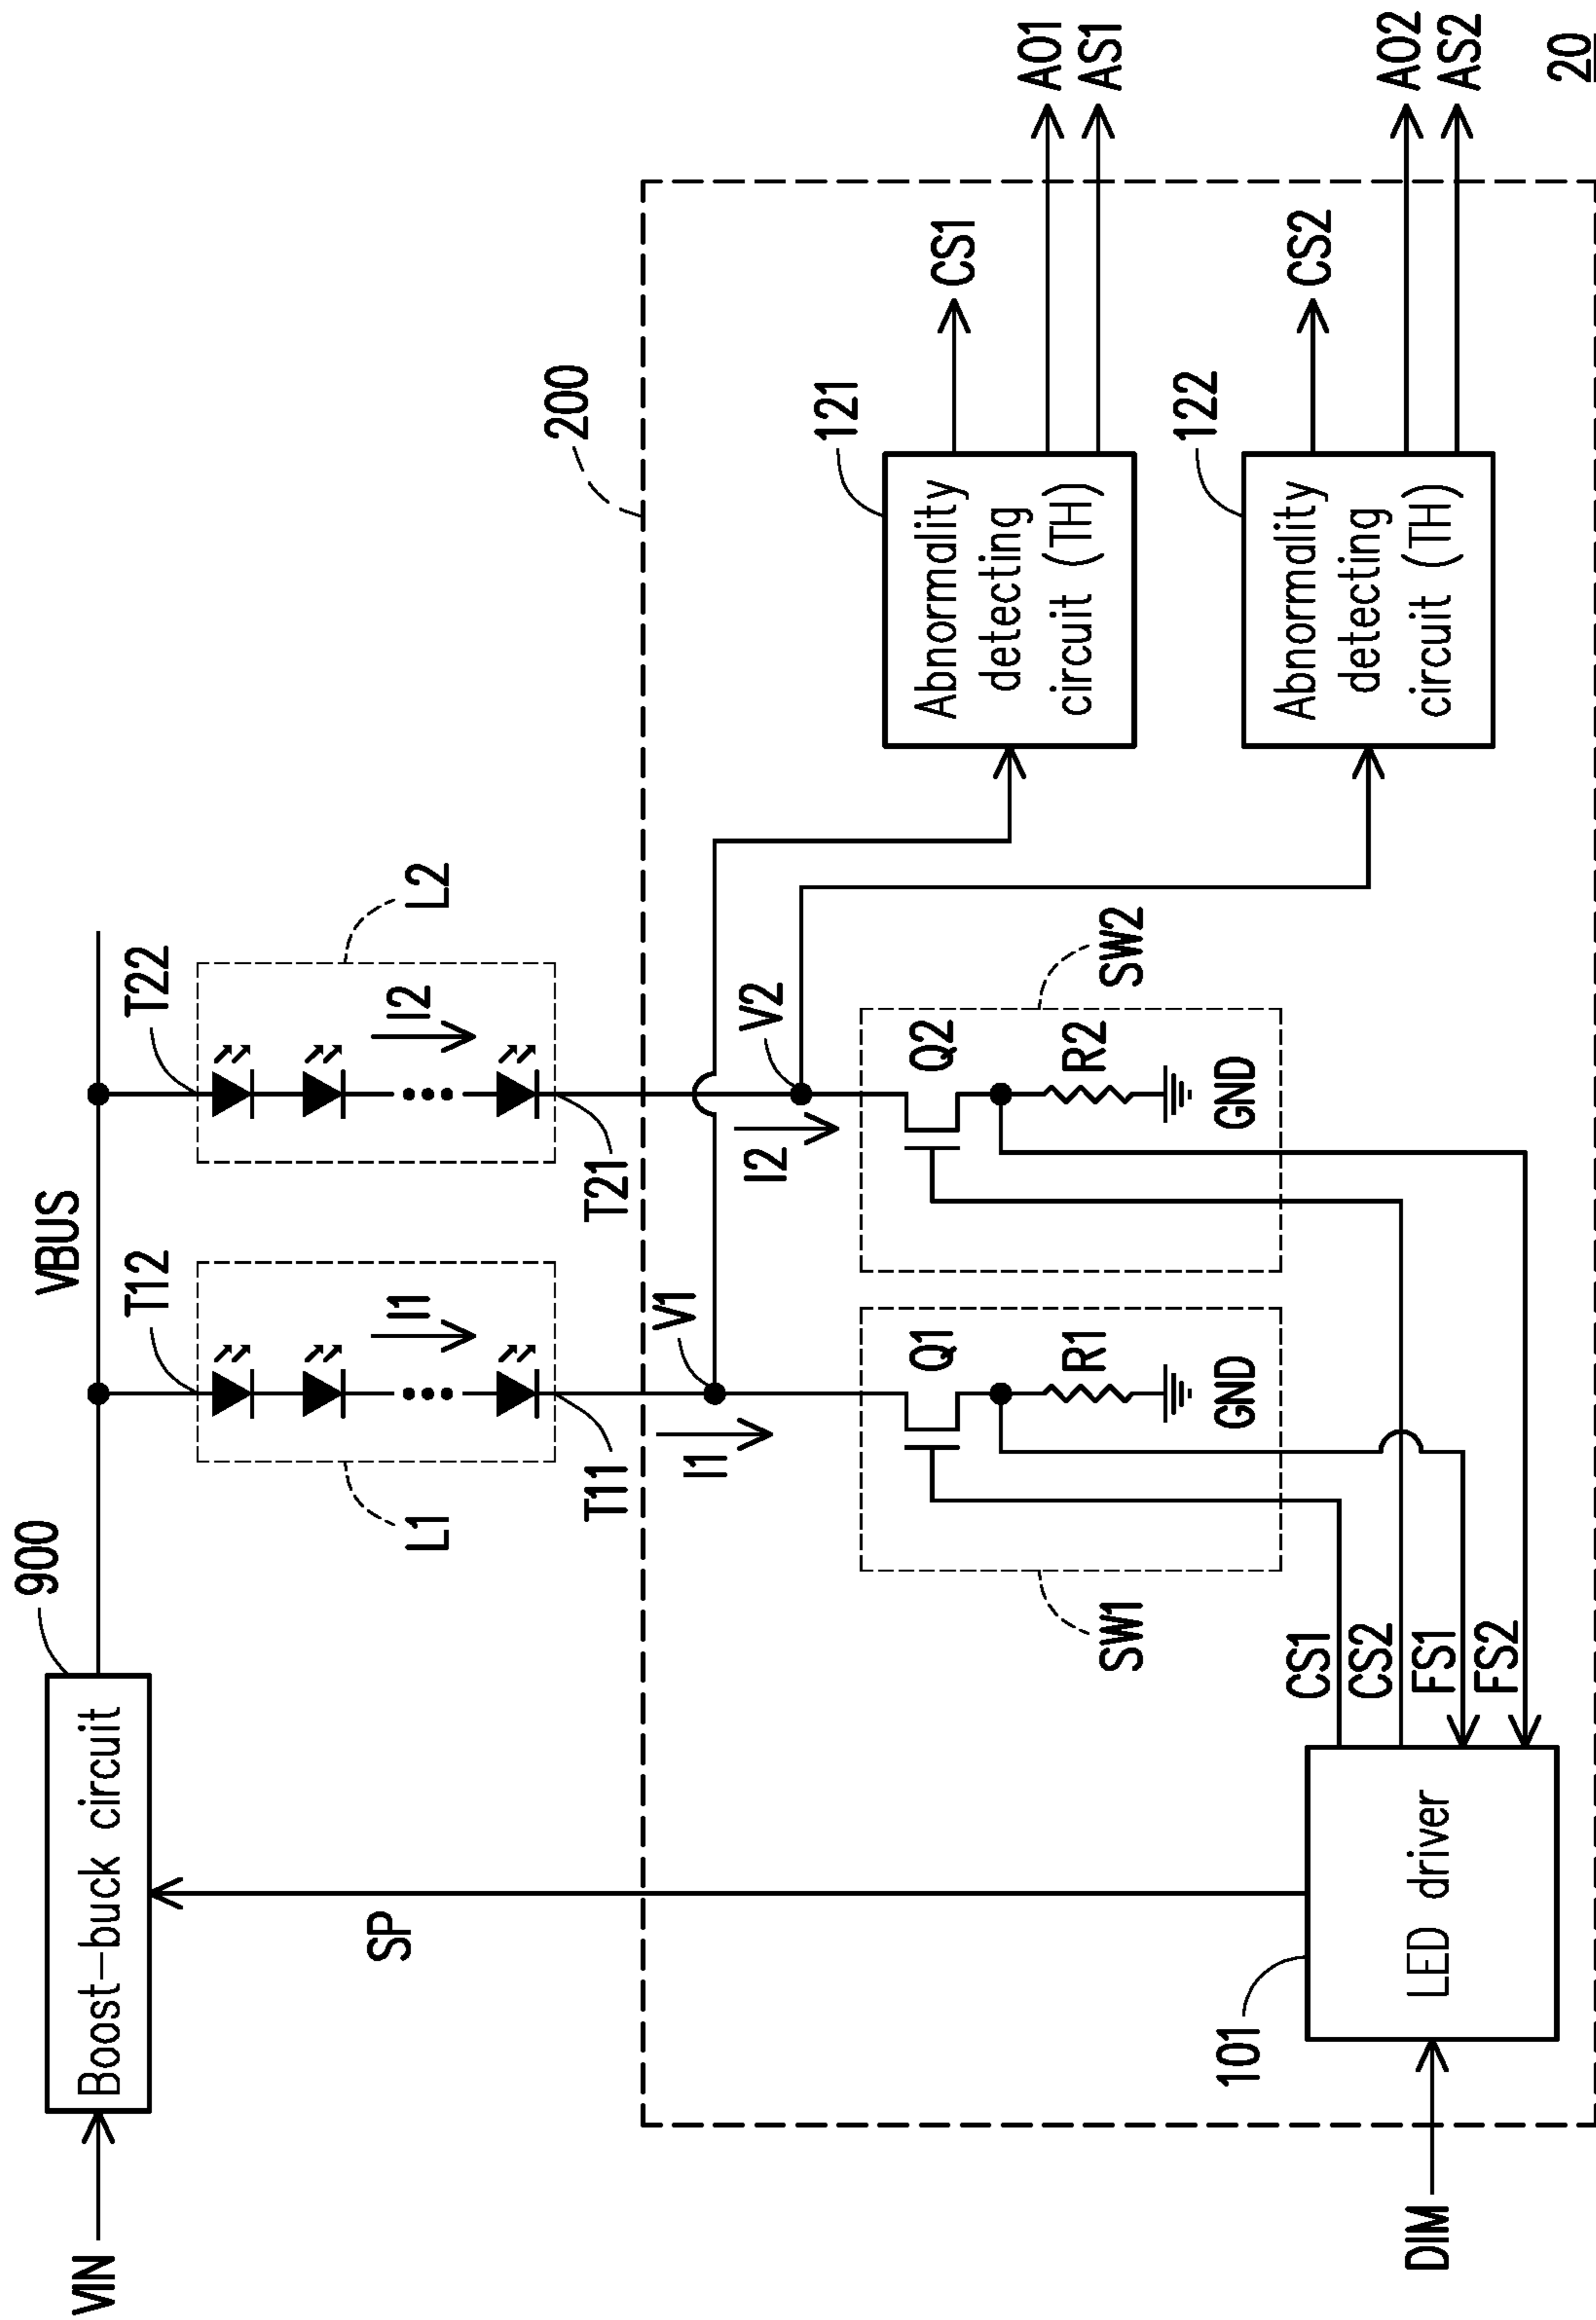 VIN
Boost-buck circuit
900
VBUS
T12
T22
I1
I2
L1
L2
T11
T21
SP
200
I1
V1
I2
V2
SW1
Q1
R1
GND
SW2
Q2
R2
GND
121
Abnormality
detecting
circuit (TH)
CS1
AO1
AS1
122
Abnormality
detecting
circuit (TH)
CS2
AO2
AS2
DIM
101
LED driver
CS1
CS2
FS1
FS2
20